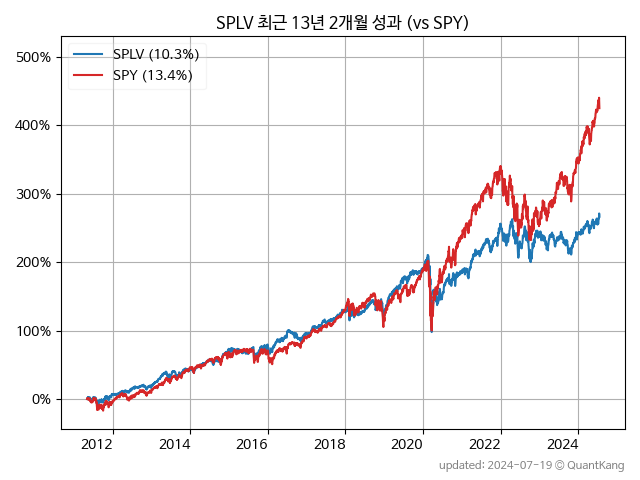 SPLV 최근 13년 2개월 성과 (vs SPY)
SPLV (10.3%)
SPY (13.4%)
500%
400%
300%
200%
100%
0%
2012 2014 2016 2018 2020 2022 2024
updated: 2024-07-19 © QuantKang